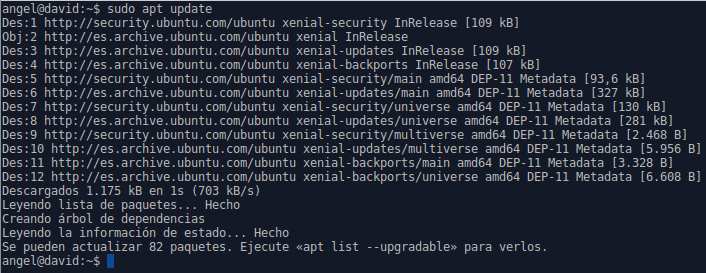 angel@david:~$ sudo apt update
Des:1 http://security.ubuntu.com/ubuntu xenial-security InRelease [109 kB]
Obj:2 http://es.archive.ubuntu.com/ubuntu xenial InRelease
Des:3 http://es.archive.ubuntu.com/ubuntu xenial-updates InRelease [109 kB]
Des:4 http://es.archive.ubuntu.com/ubuntu xenial-backports InRelease [107 kB]
Des:5 http://security.ubuntu.com/ubuntu xenial-security/main amd64 DEP-11 Metadata [93,6 kB]
Des:6 http://es.archive.ubuntu.com/ubuntu xenial-updates/main amd64 DEP-11 Metadata [327 kB]
Des:7 http://security.ubuntu.com/ubuntu xenial-security/universe amd64 DEP-11 Metadata [130 kB]
Des:8 http://es.archive.ubuntu.com/ubuntu xenial-updates/universe amd64 DEP-11 Metadata [281 kB]
Des:9 http://security.ubuntu.com/ubuntu xenial-security/multiverse amd64 DEP-11 Metadata [2.468 B]
Des:10 http://es.archive.ubuntu.com/ubuntu xenial-updates/multiverse amd64 DEP-11 Metadata [5.956 B]
Des:11 http://es.archive.ubuntu.com/ubuntu xenial-backports/main amd64 DEP-11 Metadata [3.328 B]
Des:12 http://es.archive.ubuntu.com/ubuntu xenial-backports/universe amd64 DEP-11 Metadata [6.608 B]
Descargados 1.175 kB en 1s (703 kB/s)
Leyendo lista de paquetes... Hecho
Creando árbol de dependencias
Leyendo la información de estado... Hecho
Se pueden actualizar 82 paquetes. Ejecute «apt list --upgradable» para verlos.
angel@david:~$